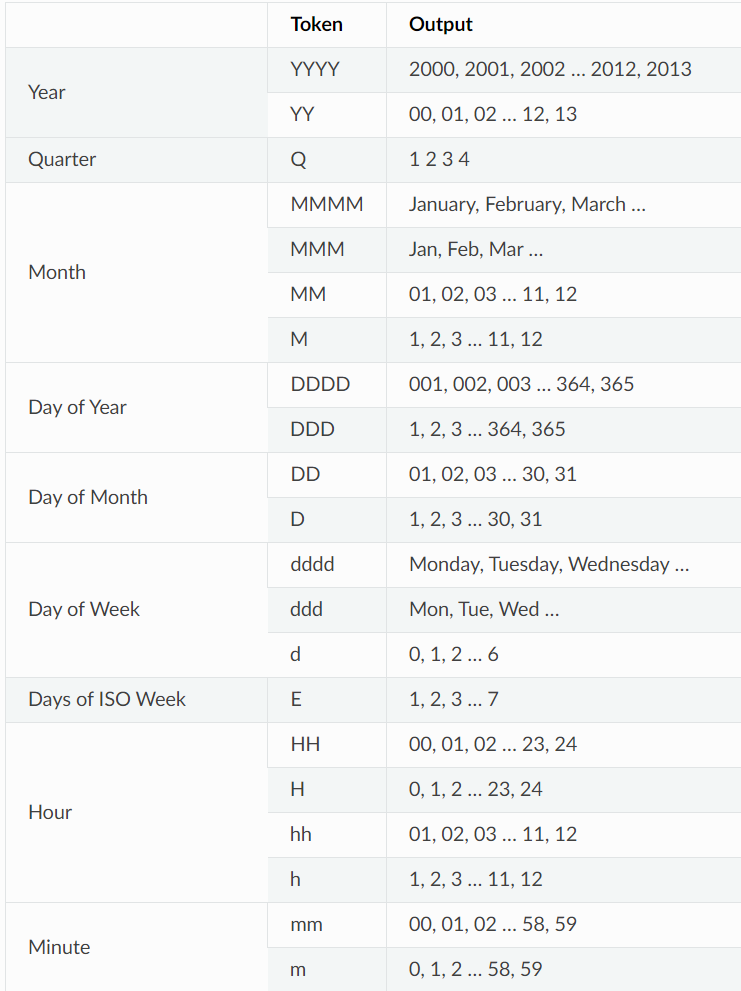 Token Output
Year
YYYY 2000, 2001, 2002 ... 2012, 2013
YY 00, 01, 02 ... 12, 13
Quarter Q 1 2 3 4
Month
MMMM January, February, March ...
MMM Jan, Feb, Mar ...
MM 01, 02, 03 ... 11, 12
M 1, 2, 3 ... 11, 12
Day of Year
DDDD 001, 002, 003 ... 364, 365
DDD 1, 2, 3 ... 364, 365
Day of Month
DD 01, 02, 03 ... 30, 31
D 1, 2, 3 ... 30, 31
Day of Week
dddd Monday, Tuesday, Wednesday ...
ddd Mon, Tue, Wed ...
d 0, 1, 2 ... 6
Days of ISO Week E 1, 2, 3 ... 7
Hour
HH 00, 01, 02 ... 23, 24
H 0, 1, 2 ... 23, 24
hh 01, 02, 03 ... 11, 12
h 1, 2, 3 ... 11, 12
Minute
mm 00, 01, 02 ... 58, 59
m 0, 1, 2 ... 58, 59